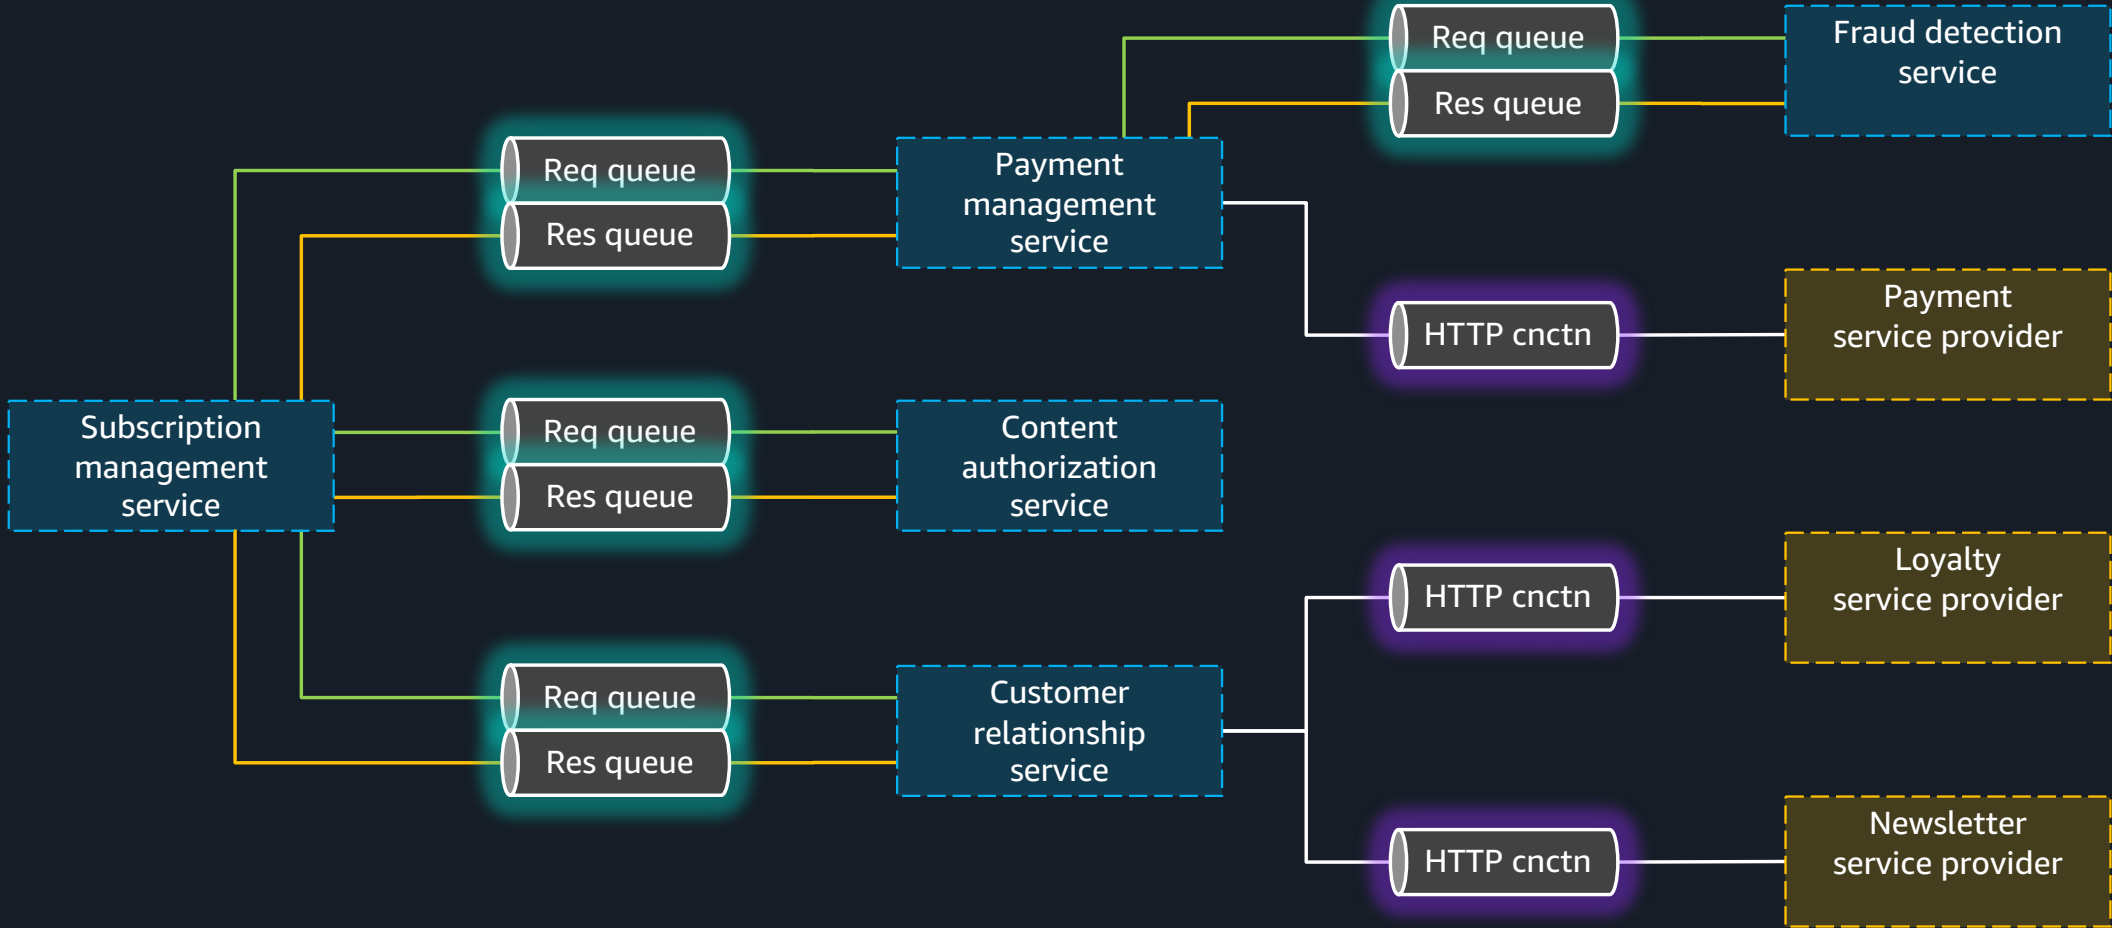 Req queue
Res queue
Fraud detection
service
Req queue
Res queue
Payment
management
service
HTTP cnctn
Payment
service provider
Subscription
management
service
Req queue
Res queue
Content
authorization
service
HTTP cnctn
Loyalty
service provider
Req queue
Res queue
Customer
relationship
service
HTTP cnctn
Newsletter
service provider